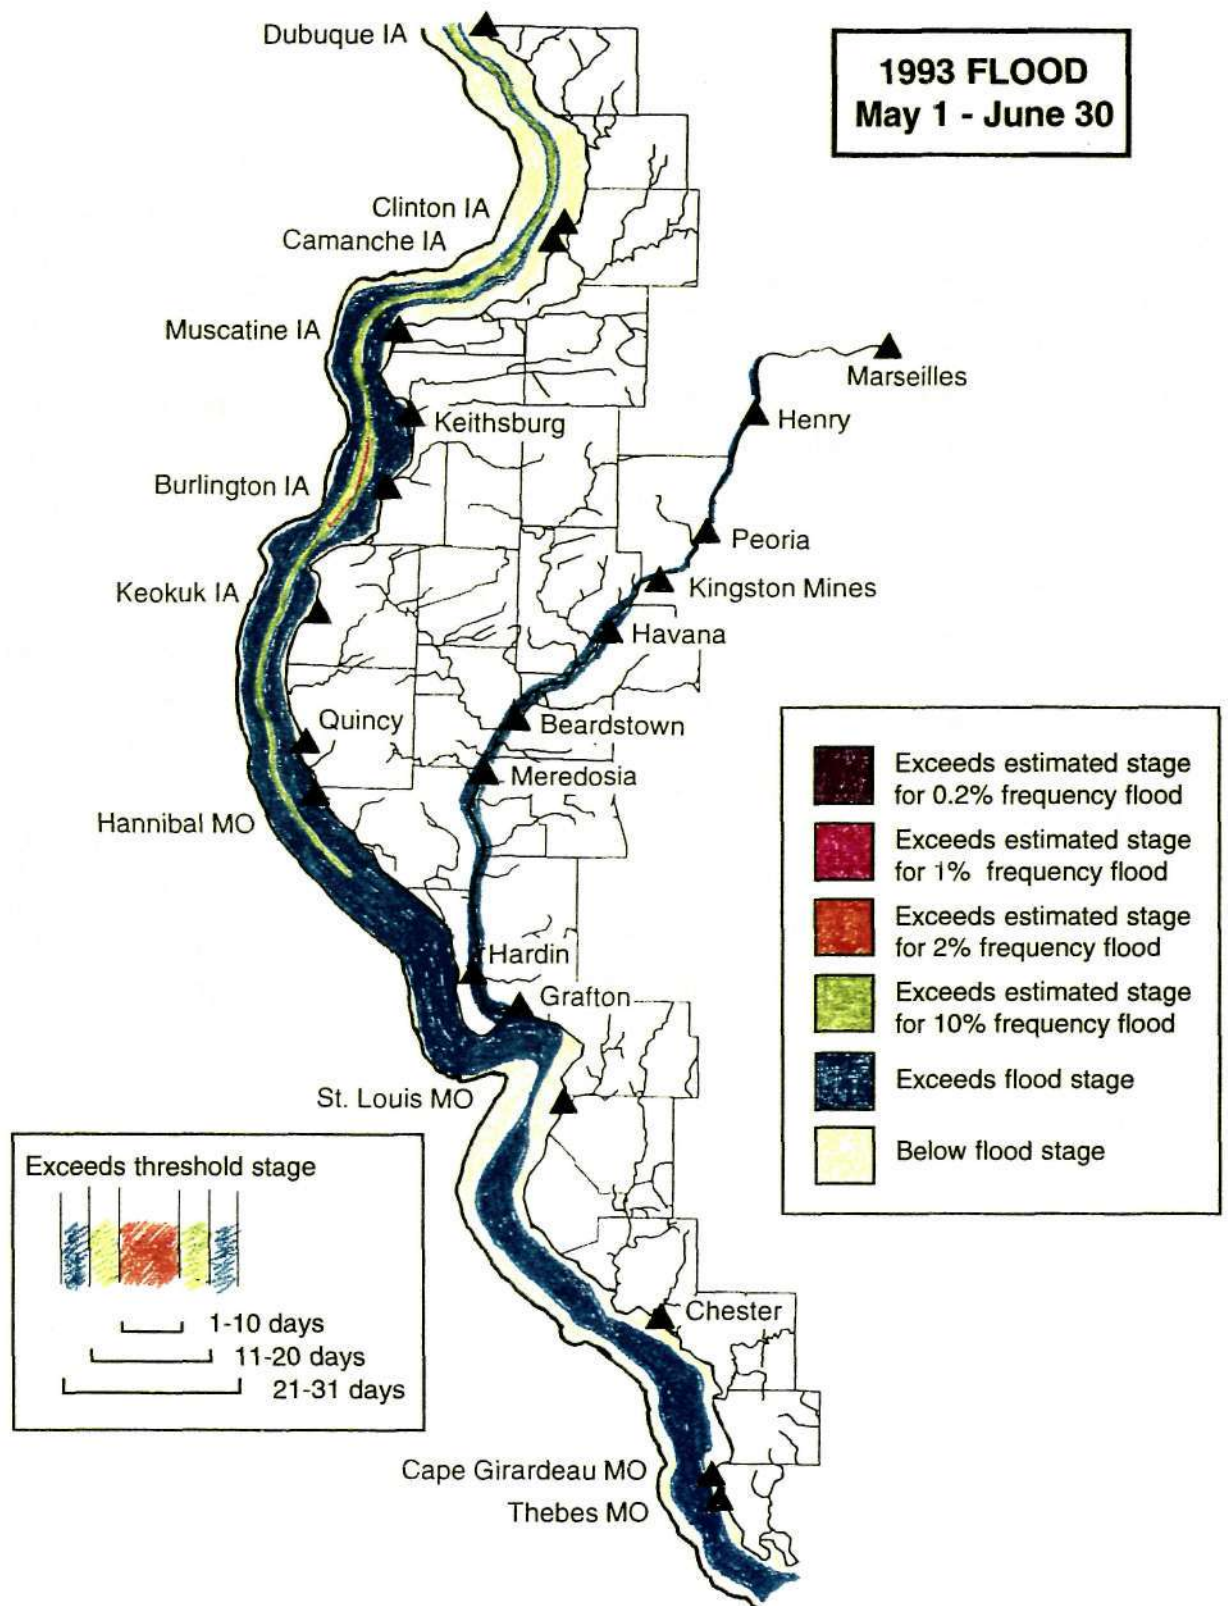 Dubuque IA
1993 FLOOD
May 1 - June 30
Clinton IA
Camanche IA
Muscatine IA
Marseilles
Keithsburg
Henry
Burlington IA
Peoria
Keokuk IA
Kingston Mines
Havana
Quincy
Beardstown
Meredosia
Hannibal MO
Hardin
Grafton
St. Louis MO
Exceeds estimated stage
for 0.2% frequency flood
Exceeds estimated stage
for 1% frequency flood
Exceeds estimated stage
for 2% frequency flood
Exceeds estimated stage
for 10% frequency flood
Exceeds flood stage
Below flood stage
Exceeds threshold stage
1-10 days
11-20 days
21-31 days
Chester
Cape Girardeau MO
Thebes MO